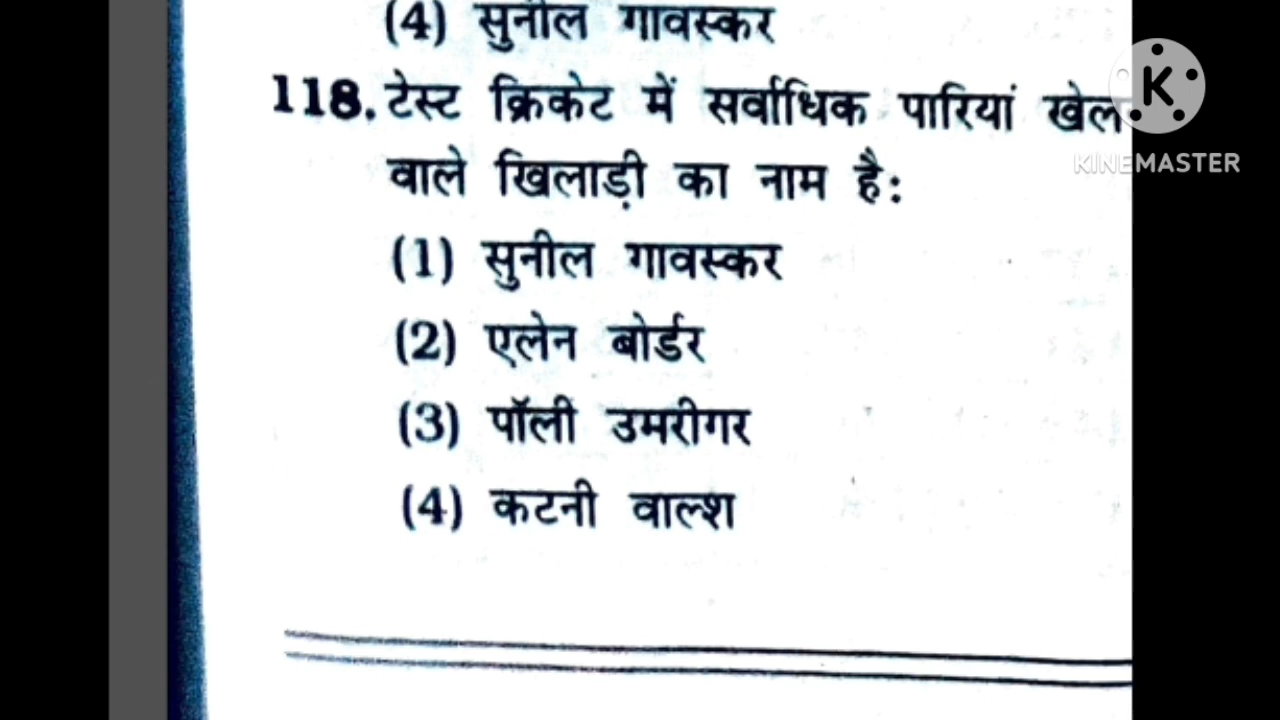 (4) सुनील गावस्कर
118. टेस्ट क्रिकेट में सर्वाधिक पारियां खेल
वाले खिलाड़ी का नाम है:
(1) सुनील गावस्कर
(2) एलेन बोर्डर
(3) पॉली उमरीगर
(4) कटनी वाल्श
K
KINEMASTER